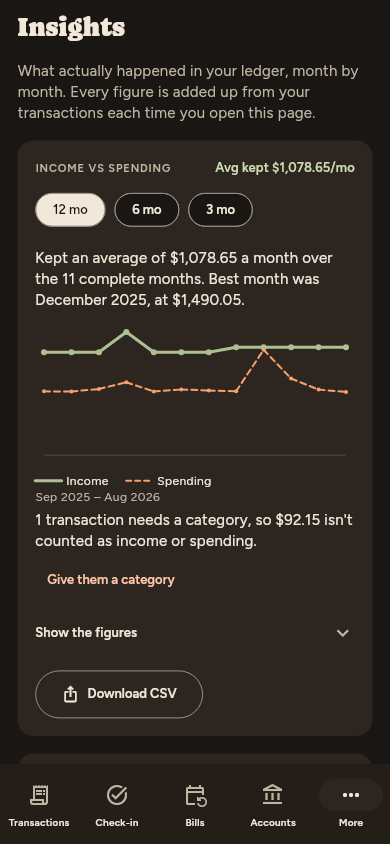 Insights
What actually happened in your ledger, month by
month. Every figure is added up from your
transactions each time you open this page.
INCOME VS SPENDING
Avg kept $1,078.65/mo
12 mo
6 mo
3 mo
Kept an average of $1,078.65 a month over
the 11 complete months. Best month was
December 2025, at $1,490.05.
Income
Spending
Sep 2025 – Aug 2026
1 transaction needs a category, so $92.15 isn't
counted as income or spending.
Give them a category
Show the figures
Download CSV
Transactions
Check-in
Bills
Accounts
More